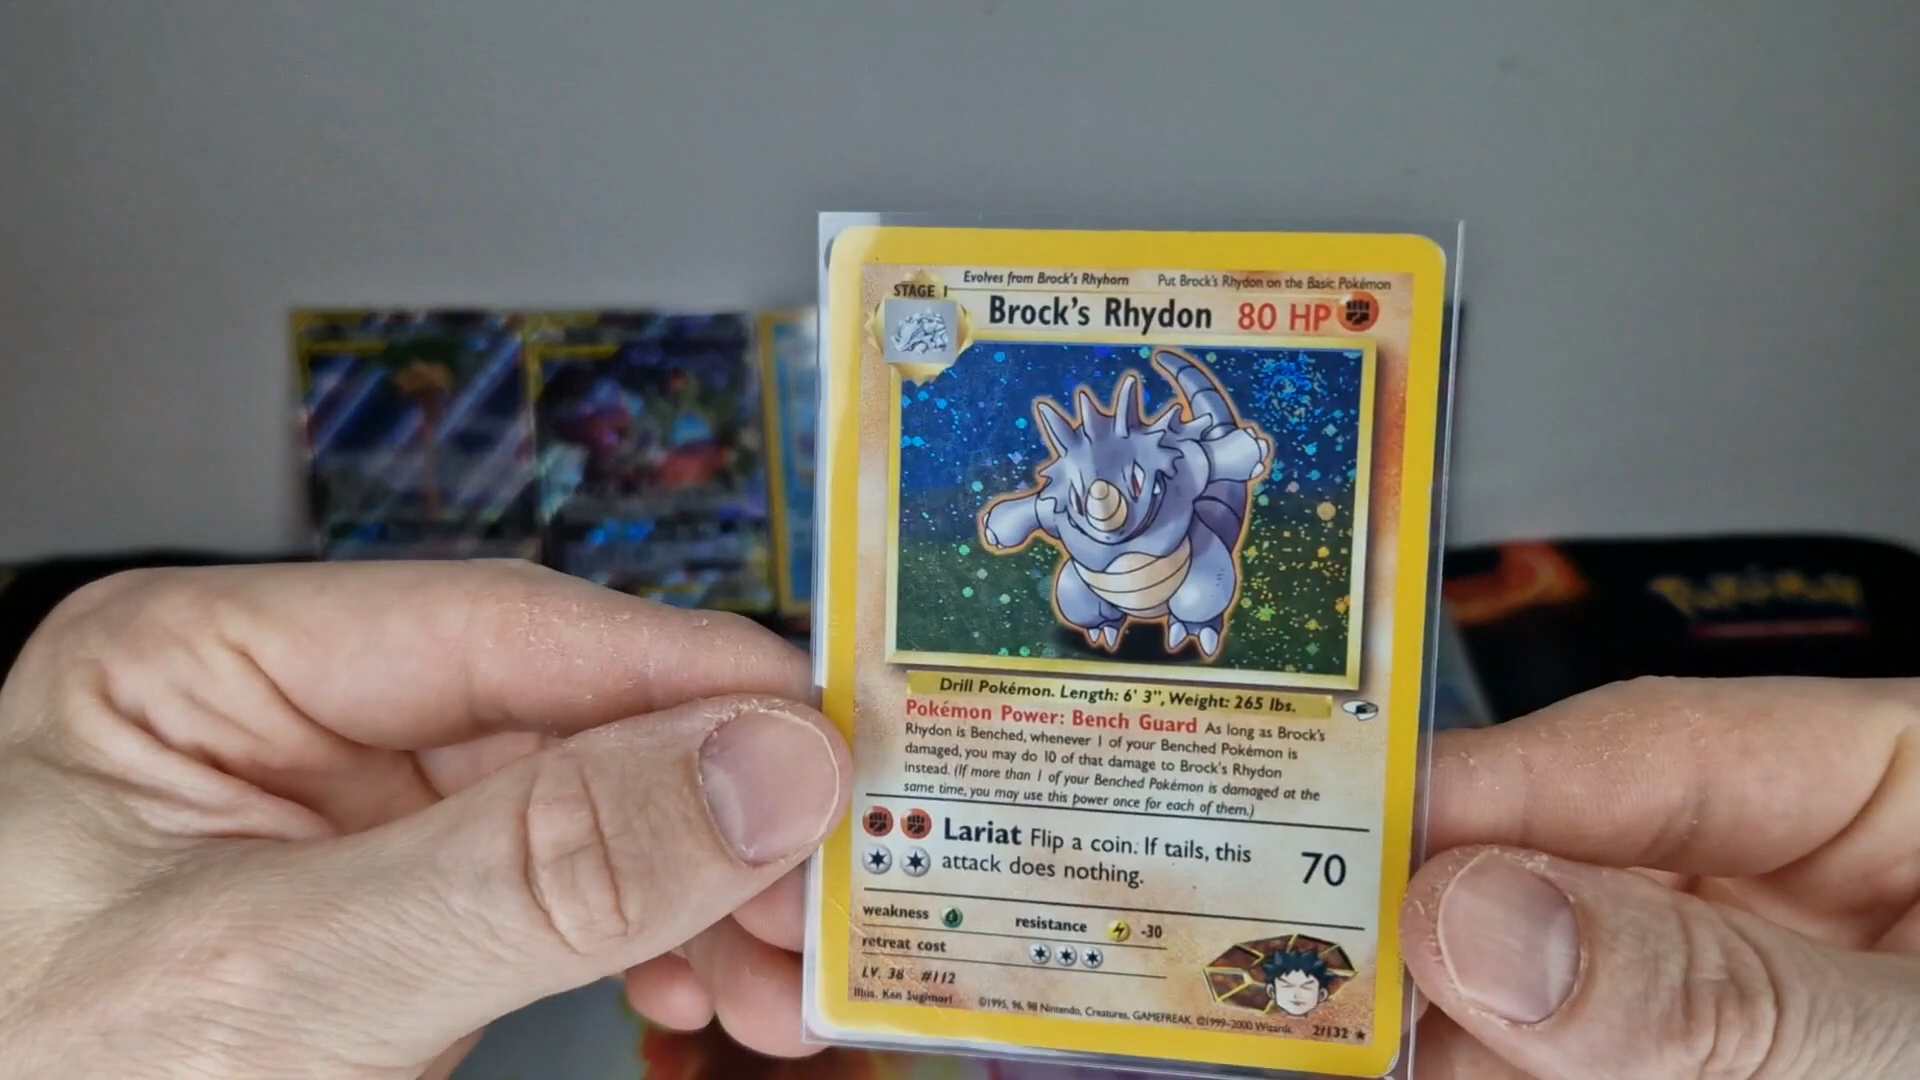 Evolves from Brock's Rhyhorn Put Brock's Rhydon on the Basic Pokémon
STAGE 1
Brock's Rhydon 80 HP
Drill Pokémon. Length: 6' 3", Weight: 265 lbs.
Pokémon Power: Bench Guard As long as Brock's
Rhydon is Benched, whenever 1 of your Benched Pokémon is
damaged, you may do 10 of that damage to Brock's Rhydon
instead. (If more than 1 of your Benched Pokémon is damaged at the
same time, you may use this power once for each of them.)
Lariat Flip a coin. If tails, this
attack does nothing.
70
weakness resistance -30
retreat cost
LV. 38 #112
Illus. Ken Sugimori ©1995, 96, 98 Nintendo, Creatures, GAMEFREAK. ©1999-2000 Wizards. 2/132 ★
POKÉMON